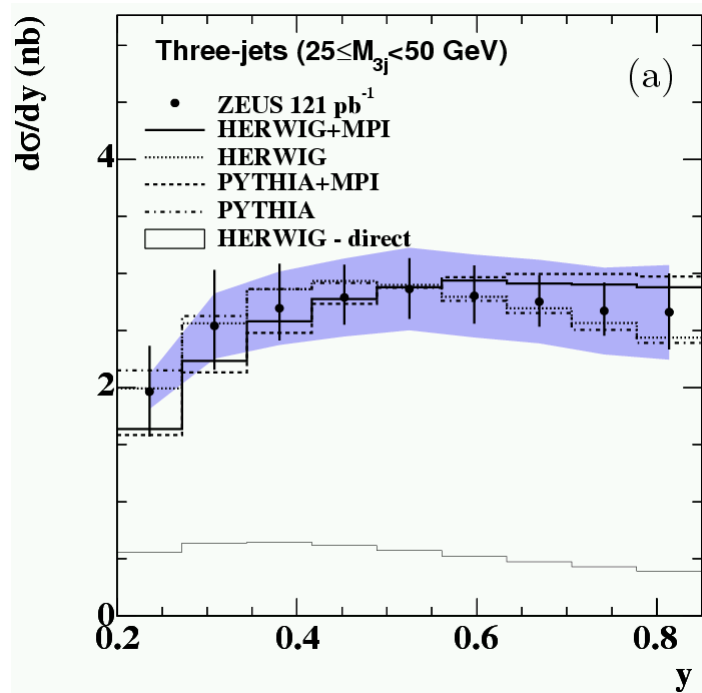 Three-jets (25≤M3j<50 GeV)
(a)
ZEUS 121 pb-1
HERWIG+MPI
HERWIG
PYTHIA+MPI
PYTHIA
HERWIG - direct
dσ/dy (nb)
4
2
0
0.2 0.4 0.6 0.8
y